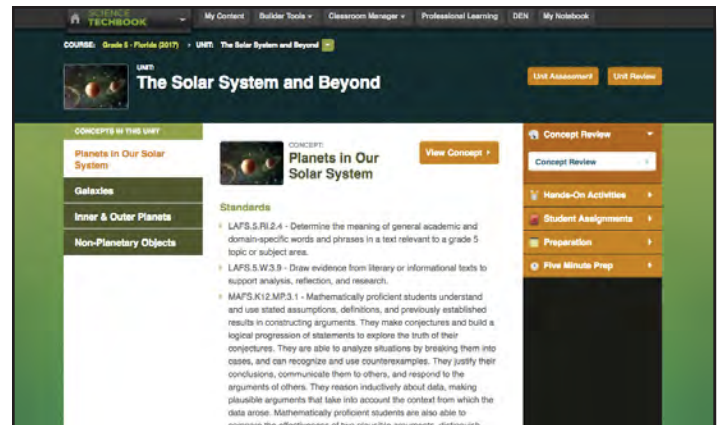 SCIENCE
TECHBOOK
My Content
Builder Tools
Classroom Manager
Professional Learning
DEN
My Notebook
COURSE: Grade 5 - Florida (2017) › UNIT: The Solar System and Beyond
UNIT:
The Solar System and Beyond
Unit Assessment
Unit Review
CONCEPTS IN THIS UNIT
Planets in Our Solar
System
Galaxies
Inner & Outer Planets
Non-Planetary Objects
CONCEPT:
Planets in Our
Solar System
View Concept ›
Standards
LAFS.5.RI.2.4 - Determine the meaning of general academic and
domain-specific words and phrases in a text relevant to a grade 5
topic or subject area.
LAFS.5.W.3.9 - Draw evidence from literary or informational texts to
support analysis, reflection, and research.
MAFS.K12.MP.3.1 - Mathematically proficient students understand
and use stated assumptions, definitions, and previously established
results in constructing arguments. They make conjectures and build a
logical progression of statements to explore the truth of their
conjectures. They are able to analyze situations by breaking them into
cases, and can recognize and use counterexamples. They justify their
conclusions, communicate them to others, and respond to the
arguments of others. They reason inductively about data, making
plausible arguments that take into account the context from which the
data arose. Mathematically proficient students are also able to
compare the effectiveness of two plausible arguments, distinguish
Concept Review
Concept Review
Hands-On Activities
Student Assignments
Preparation
Five Minute Prep